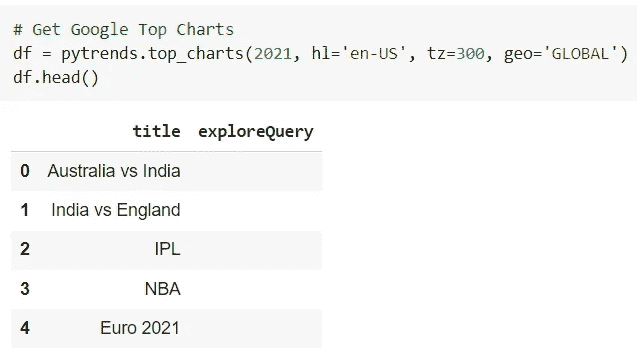 # Get Google Top Charts
df = pytrends.top_charts(2021, hl='en-US', tz=300, geo='GLOBAL')
df.head()
title exploreQuery
0 Australia vs India
1 India vs England
2 IPL
3 NBA
4 Euro 2021